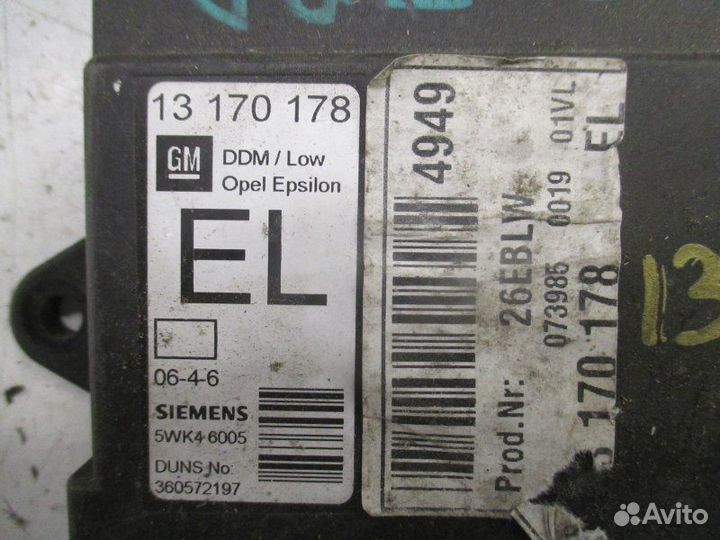 13 170 178
GM
DDM / Low
Opel Epsilon
EL
06-4-6
SIEMENS
5WK4 6005
DUNS No:
360572197
4949
Prod.Nr: 26EBLW
073985 0019 01VL
170 178 EL
13
Avito